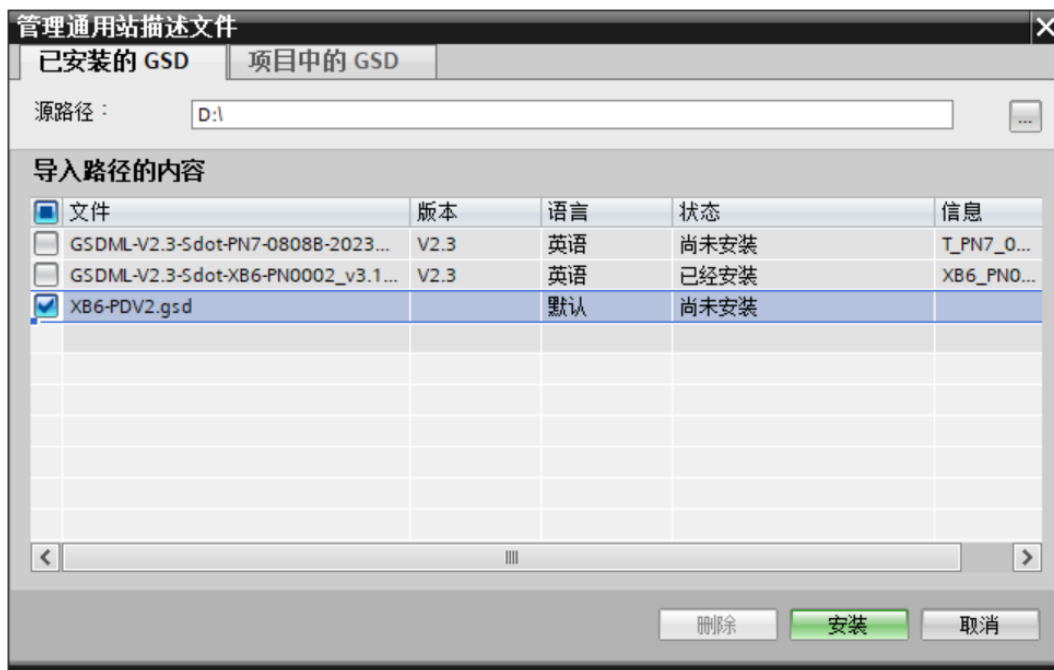 管理通用站描述文件
已安装的 GSD 项目中的 GSD
源路径： D:\ ...
导入路径的内容
文件 版本 语言 状态 信息
GSDML-V2.3-Sdot-PN7-0808B-2023... V2.3 英语 尚未安装 T_PN7_0...
GSDML-V2.3-Sdot-XB6-PN0002_v3.1... V2.3 英语 已经安装 XB6_PN0...
XB6-PDV2.gsd 默认 尚未安装
删除 安装 取消